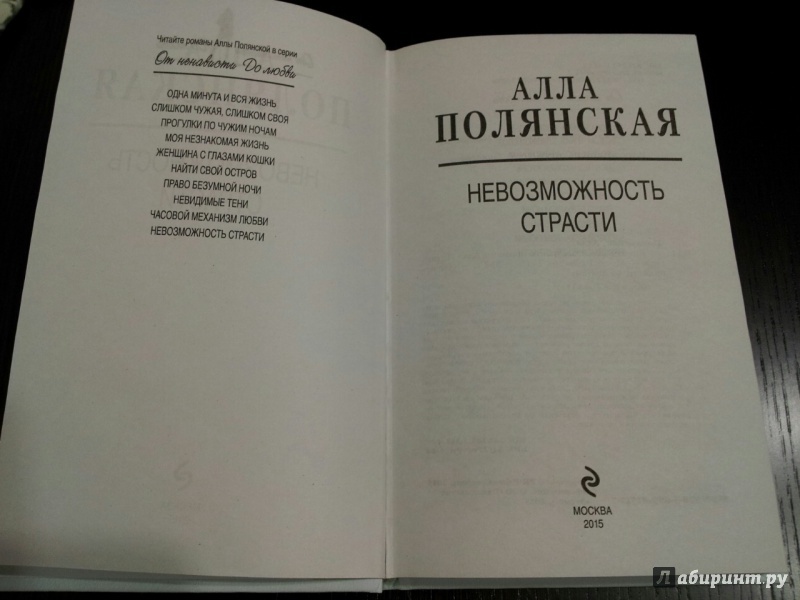 Читайте романы Аллы Полянской в серии
От ненависти До любви
ОДНА МИНУТА И ВСЯ ЖИЗНЬ
СЛИШКОМ ЧУЖАЯ, СЛИШКОМ СВОЯ
ПРОГУЛКИ ПО ЧУЖИМ НОЧАМ
МОЯ НЕЗНАКОМАЯ ЖИЗНЬ
ЖЕНЩИНА С ГЛАЗАМИ КОШКИ
НАЙТИ СВОЙ ОСТРОВ
ПРАВО БЕЗУМНОЙ НОЧИ
НЕВИДИМЫЕ ТЕНИ
ЧАСОВОЙ МЕХАНИЗМ ЛЮБВИ
НЕВОЗМОЖНОСТЬ СТРАСТИ
АЛЛА
ПОЛЯНСКАЯ
НЕВОЗМОЖНОСТЬ
СТРАСТИ
МОСКВА
2015
Лабиринт.ру